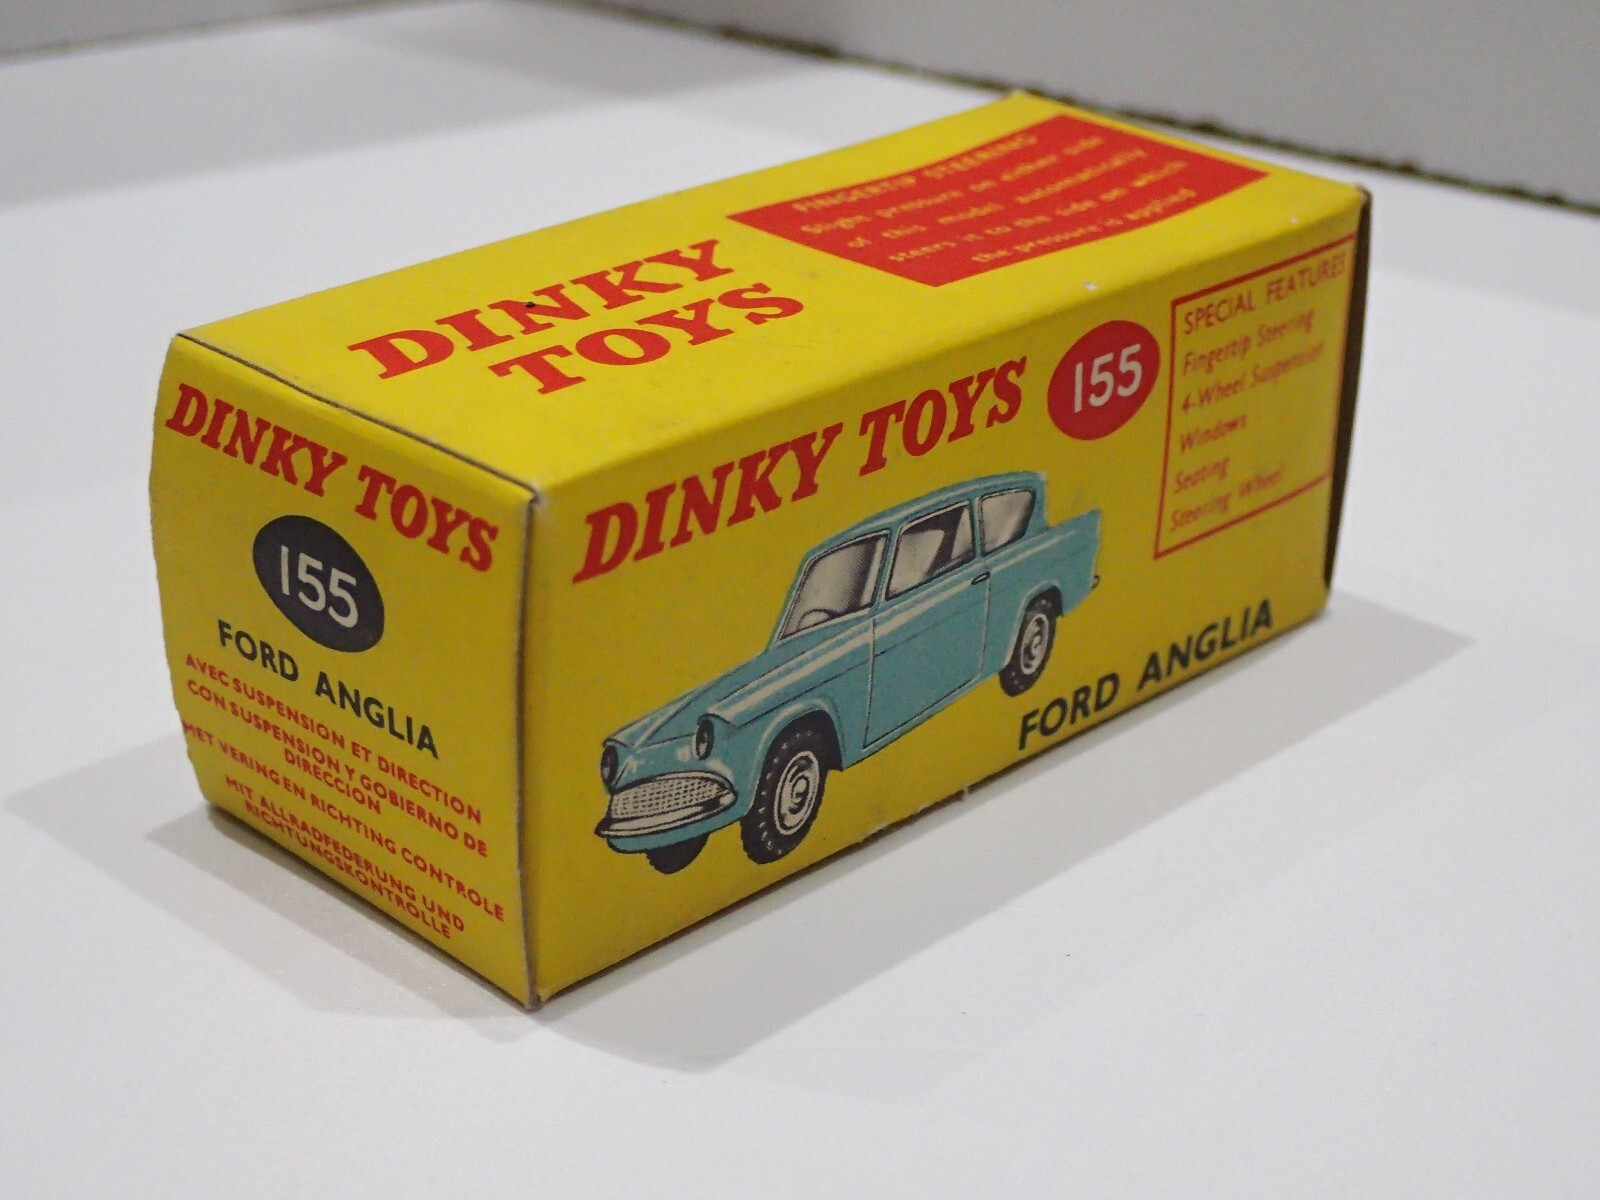 DINKY
TOYS
FINGERTIP STEERING
Slight pressure on either side
of this model automatically
steers it to the side on which
the pressure is applied
DINKY TOYS
155
SPECIAL FEATURES
Fingertip Steering
4-Wheel Suspension
Windows
Seating
Steering Wheel
FORD ANGLIA
DINKY TOYS
155
FORD ANGLIA
AVEC SUSPENSION ET DIRECTION
CON SUSPENSION Y GOBIERNO DE
DIRECCION
MET VERING EN RICHTING CONTROLE
MIT ALLRADFEDERUNG UND
RICHTUNGSKONTROLLE